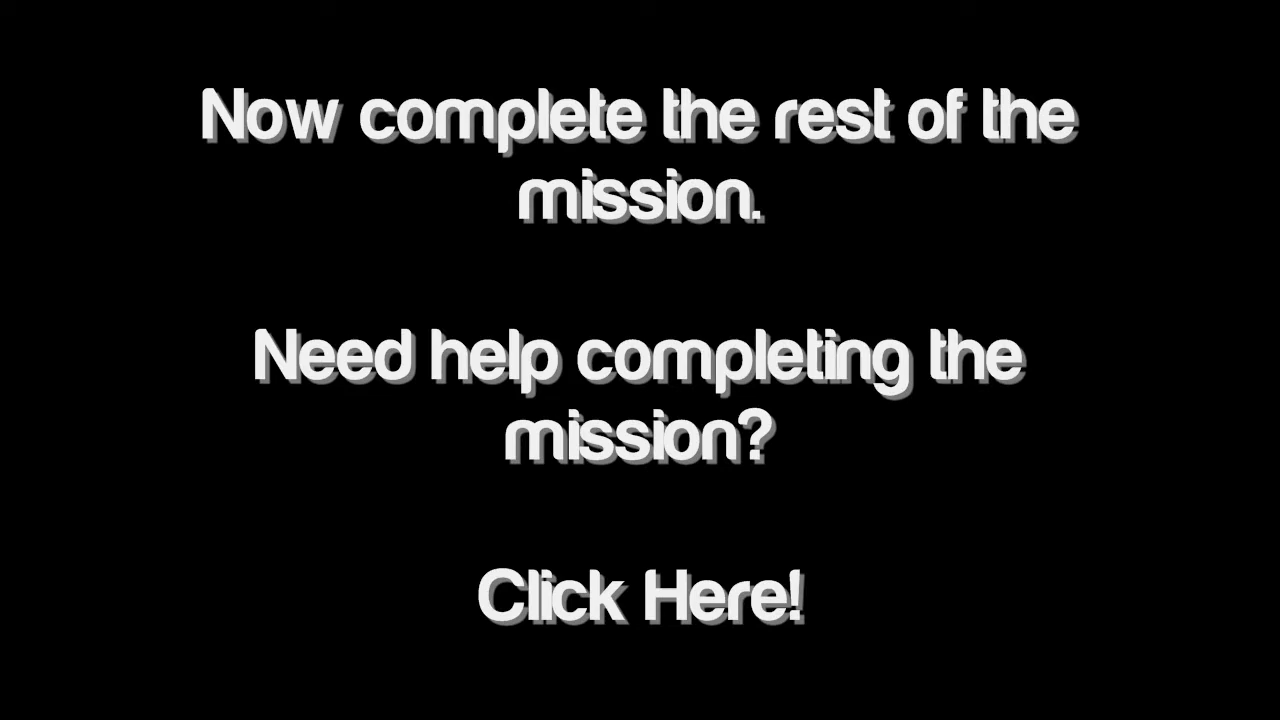 Now complete the rest of the
mission.
Need help completing the
mission?
Click Here!